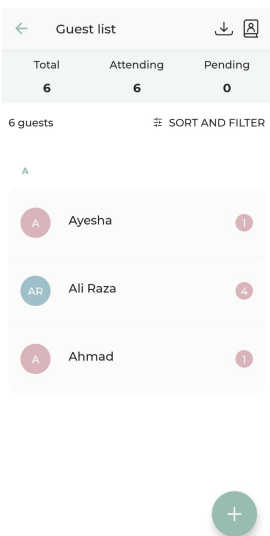 Guest list
Total Attending Pending
6 6 0
6 guests SORT AND FILTER
A
A Ayesha 1
AR Ali Raza 4
A Ahmad 1
+